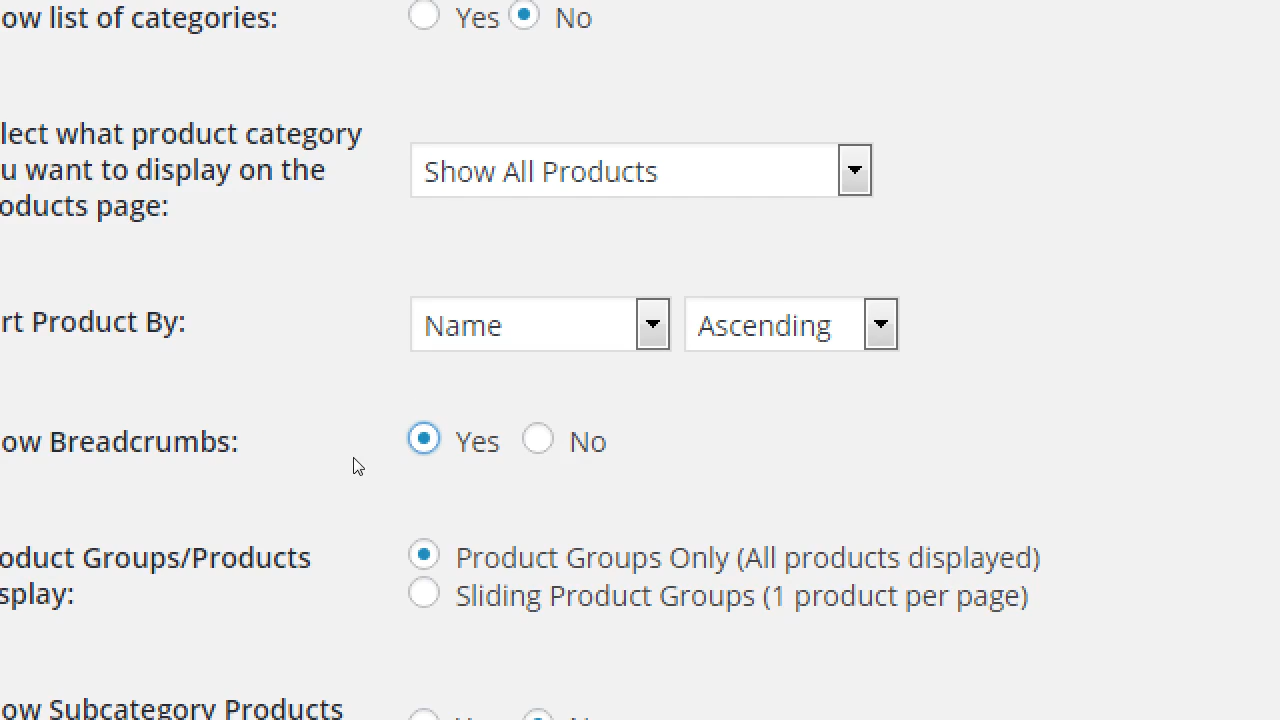 ow list of categories: Yes No
lect what product category
u want to display on the
oducts page:
Show All Products
rt Product By: Name Ascending
ow Breadcrumbs: Yes No
oduct Groups/Products
splay:
Product Groups Only (All products displayed)
Sliding Product Groups (1 product per page)
ow Subcategory Products